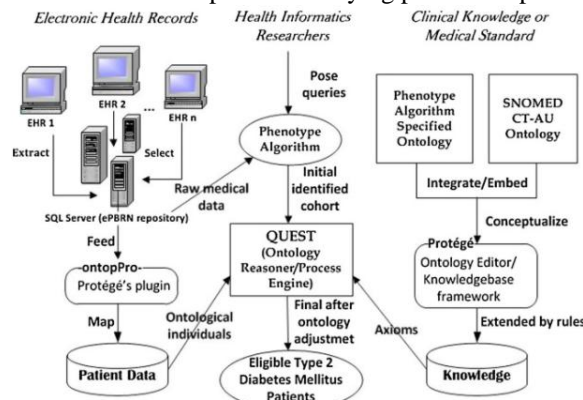 Electronic Health Records
Health Informatics
Researchers
Clinical Knowledge or
Medical Standard
EHR 1
EHR 2
...
EHR n
Extract
Select
SQL Server (ePBRN repository)
Raw medical
data
Feed
-ontopPro-
Protégé's plugin
Map
Patient Data
Ontological
individuals
Pose
queries
Phenotype
Algorithm
Initial
identified
cohort
QUEST
(Ontology
Reasoner/Process
Engine)
Final after
ontology
adjustmet
Eligible Type 2
Diabetes Mellitus
Patients
Phenotype
Algorithm
Specified
Ontology
SNOMED
CT-AU
Ontology
Integrate/Embed
Conceptualize
Protégé
Ontology Editor/
Knowledgebase
framework
Extended by rules
Axioms
Knowledge